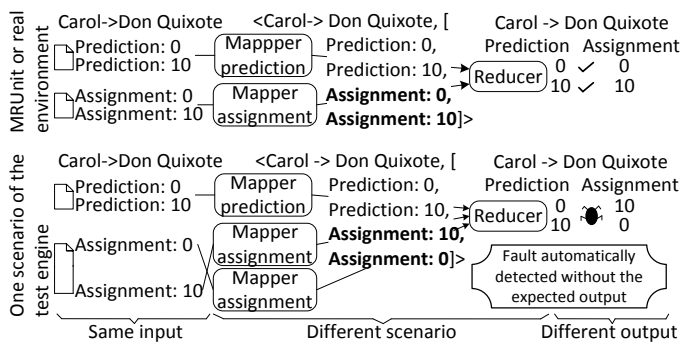 MRUnit or real environment
Carol->Don Quixote <Carol-> Don Quixote, [ Carol -> Don Quixote
Prediction: 0
Prediction: 10
Mappper prediction
Prediction: 0,
Prediction: 10,
Assignment: 0
Assignment: 10
Mapper assignment
Assignment: 0,
Assignment: 10]>
Reducer
Prediction Assignment
0 ✓ 0
10 ✓ 10
One scenario of the test engine
Carol->Don Quixote <Carol -> Don Quixote, [ Carol -> Don Quixote
Prediction: 0
Prediction: 10
Mapper prediction
Prediction: 0,
Prediction: 10,
Assignment: 0
Assignment: 10
Mapper assignment
Mapper assignment
Assignment: 10,
Assignment: 0]>
Reducer
Prediction Assignment
0 10
10 0
Fault automatically
detected without the
expected output
Same input Different scenario Different output